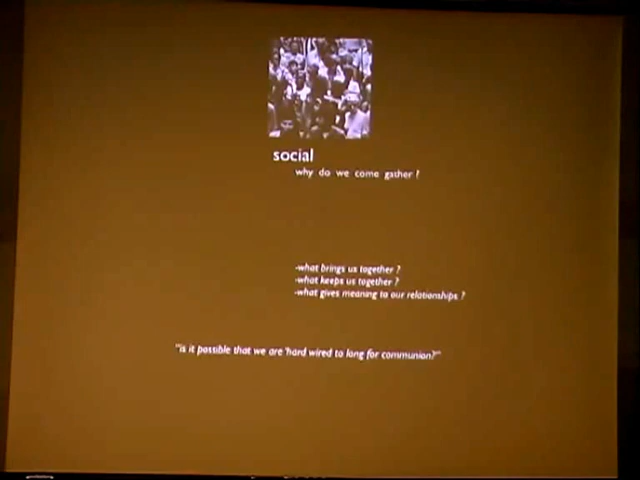 social
why do we come gather ?
-what brings us together ?
-what keeps us together ?
-what gives meaning to our relationships ?
"is it possible that we are 'hard wired to long for communion?"